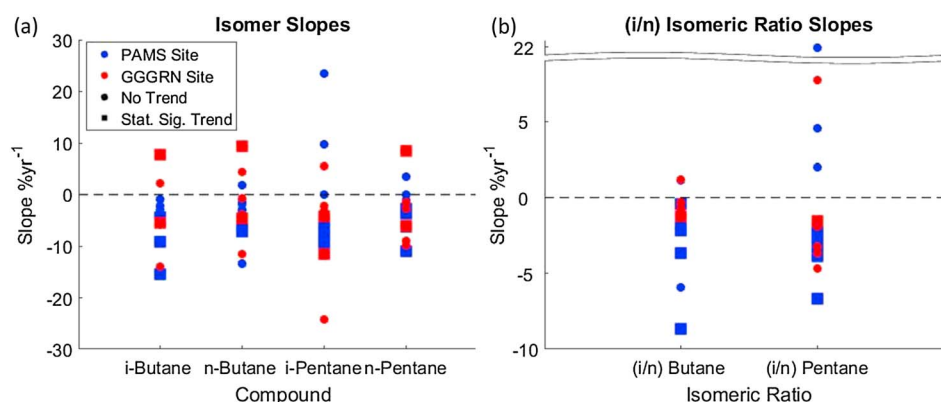 (a)
Isomer Slopes
30
20
10
0
-10
-20
-30
Slope %yr-1
PAMS Site
GGGRN Site
No Trend
Stat. Sig. Trend
i-Butane n-Butane i-Pentane n-Pentane
Compound
(b)
(i/n) Isomeric Ratio Slopes
22
5
0
-5
-10
Slope %yr-1
(i/n) Butane (i/n) Pentane
Isomeric Ratio